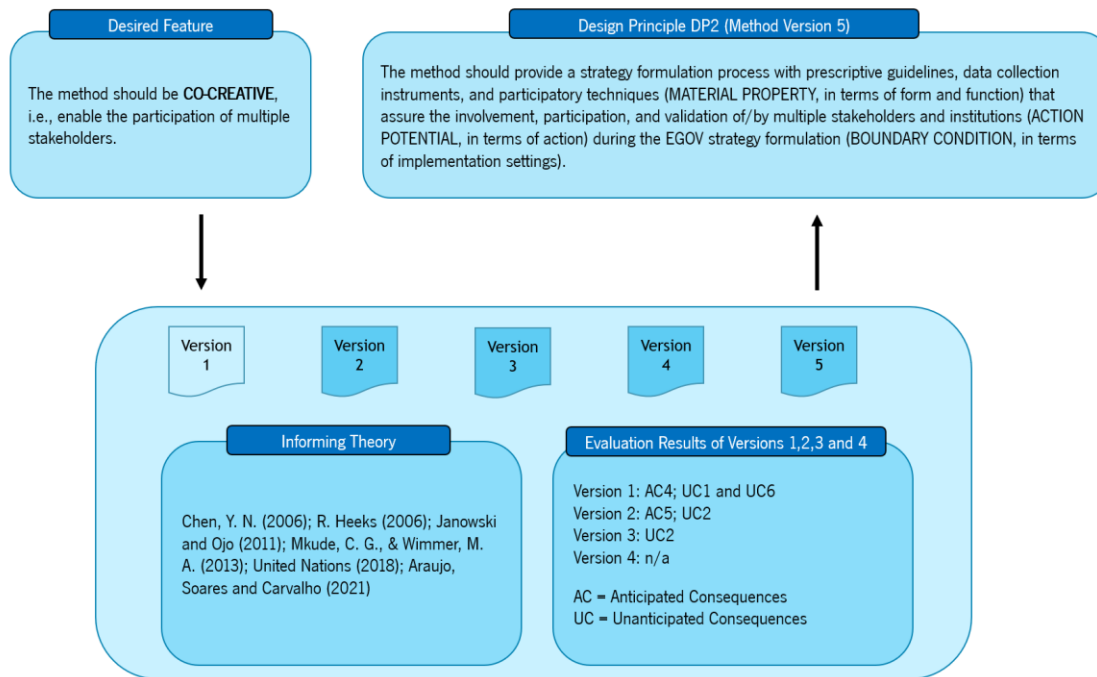 Desired Feature
The method should be CO-CREATIVE,
i.e., enable the participation of multiple
stakeholders.
Design Principle DP2 (Method Version 5)
The method should provide a strategy formulation process with prescriptive guidelines, data collection
instruments, and participatory techniques (MATERIAL PROPERTY, in terms of form and function) that
assure the involvement, participation, and validation of/by multiple stakeholders and institutions (ACTION
POTENTIAL, in terms of action) during the EGOV strategy formulation (BOUNDARY CONDITION, in terms
of implementation settings).
Version
1
Version
2
Version
3
Version
4
Version
5
Informing Theory
Chen, Y. N. (2006); R. Heeks (2006); Janowski
and Ojo (2011); Mkude, C. G., & Wimmer, M.
A. (2013); United Nations (2018); Araujo,
Soares and Carvalho (2021)
Evaluation Results of Versions 1,2,3 and 4
Version 1: AC4; UC1 and UC6
Version 2: AC5; UC2
Version 3: UC2
Version 4: n/a
AC = Anticipated Consequences
UC = Unanticipated Consequences